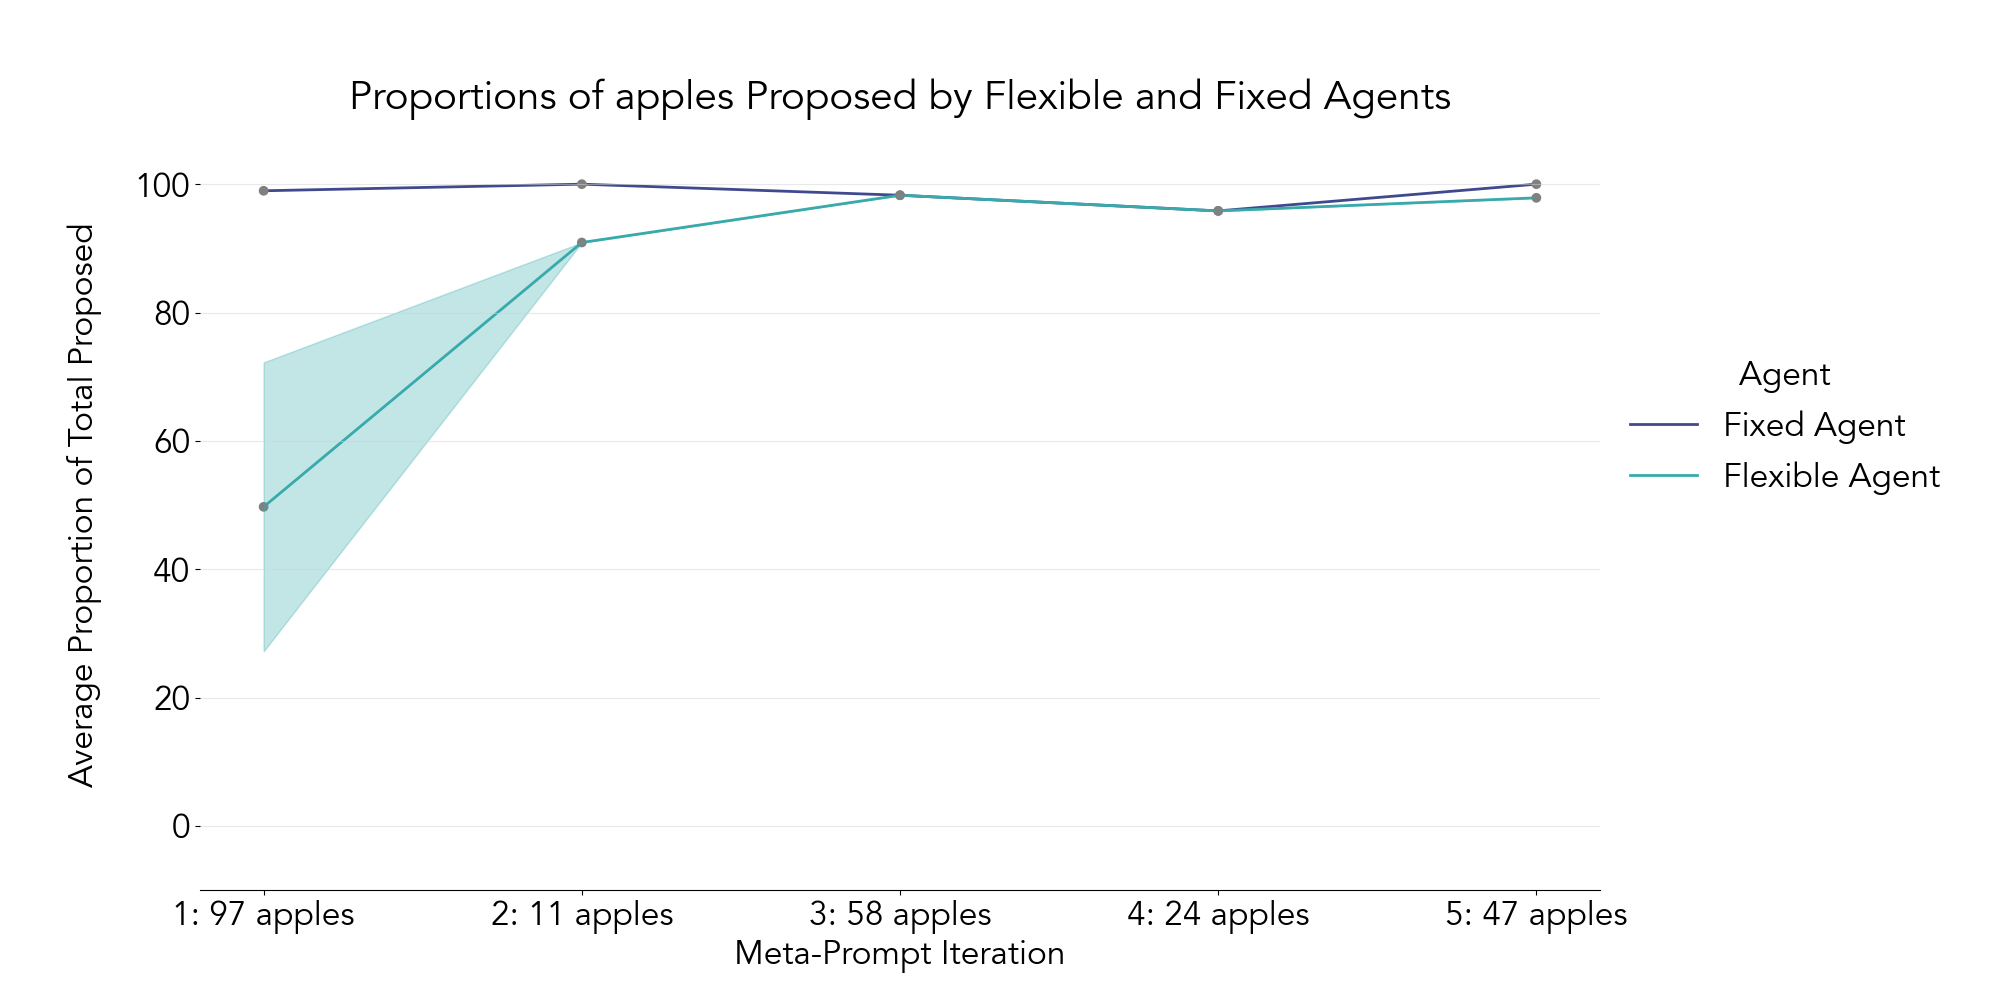 Proportions of apples Proposed by Flexible and Fixed Agents
Average Proportion of Total Proposed
100
80
60
40
20
0
1: 97 apples
2: 11 apples
3: 58 apples
4: 24 apples
5: 47 apples
Meta-Prompt Iteration
Agent
Fixed Agent
Flexible Agent